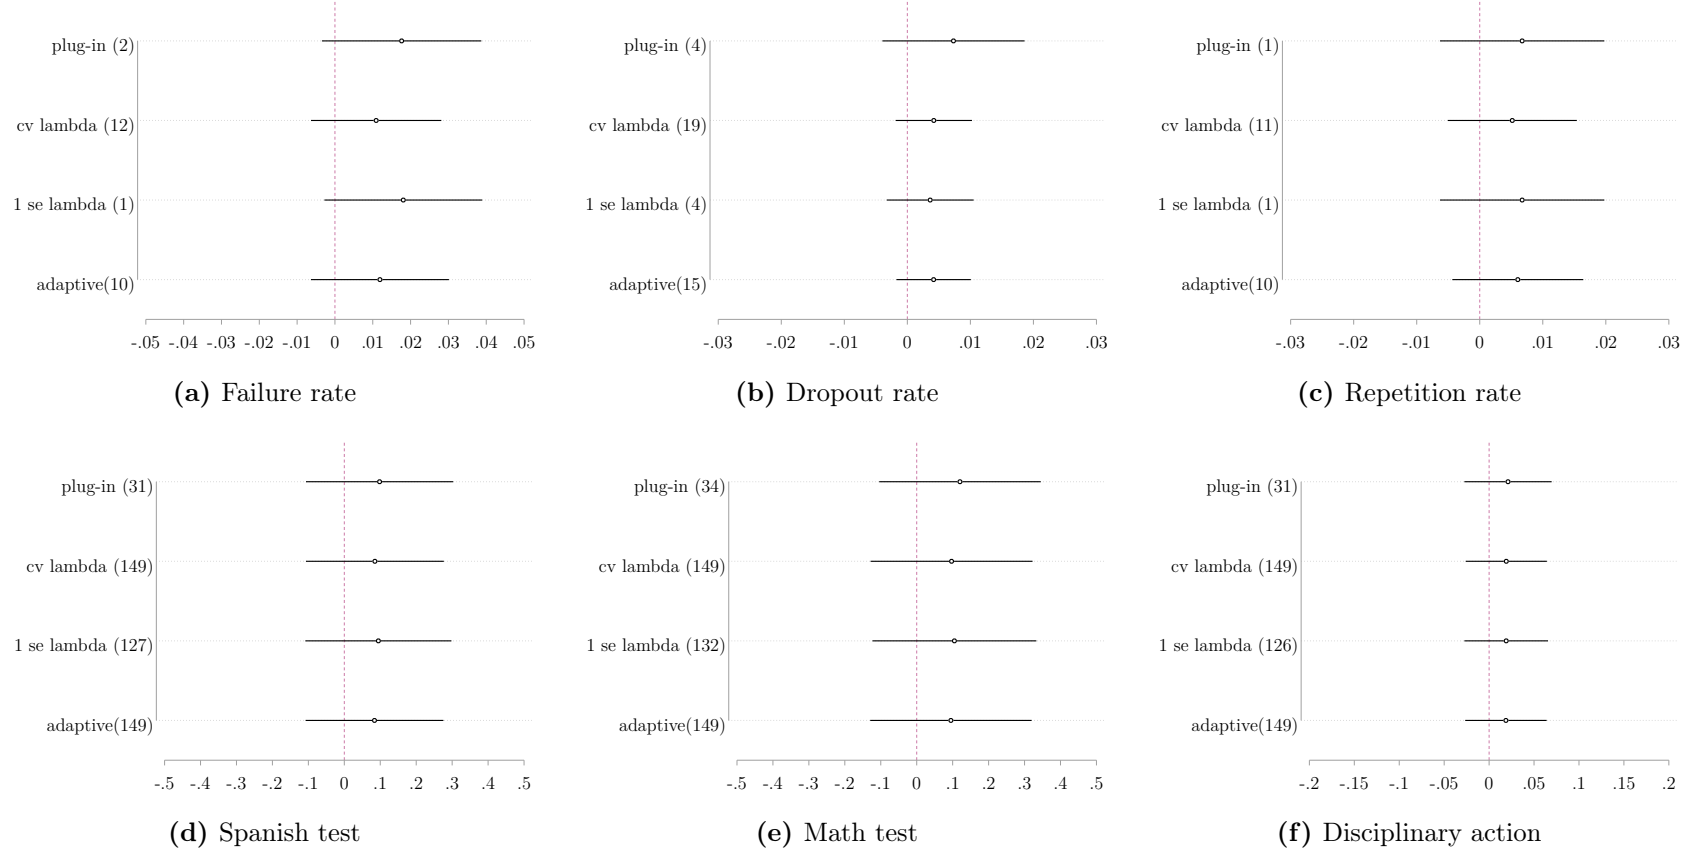 plug-in (2)
cv lambda (12)
1 se lambda (1)
adaptive(10)
-.05 -.04 -.03 -.02 -.01 0 .01 .02 .03 .04 .05
(a) Failure rate
plug-in (4)
cv lambda (19)
1 se lambda (4)
adaptive(15)
-.03 -.02 -.01 0 .01 .02 .03
(b) Dropout rate
plug-in (1)
cv lambda (11)
1 se lambda (1)
adaptive(10)
-.03 -.02 -.01 0 .01 .02 .03
(c) Repetition rate
plug-in (31)
cv lambda (149)
1 se lambda (127)
adaptive(149)
-.5 -.4 -.3 -.2 -.1 0 .1 .2 .3 .4 .5
(d) Spanish test
plug-in (34)
cv lambda (149)
1 se lambda (132)
adaptive(149)
-.5 -.4 -.3 -.2 -.1 0 .1 .2 .3 .4 .5
(e) Math test
plug-in (31)
cv lambda (149)
1 se lambda (126)
adaptive(149)
-.2 -.15 -.1 -.05 0 .05 .1 .15 .2
(f) Disciplinary action